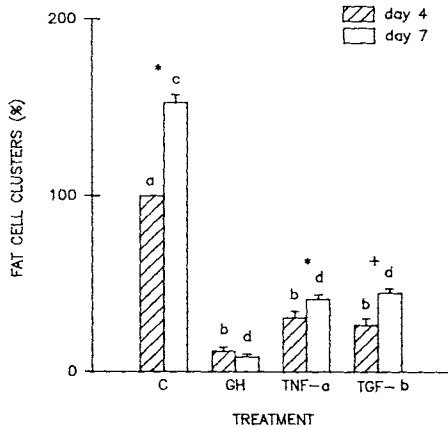 200
day 4
day 7
* c
a
100
FAT CELL CLUSTERS (%)
* +
b d b d b d
0
C GH TNF-a TGF-b
TREATMENT